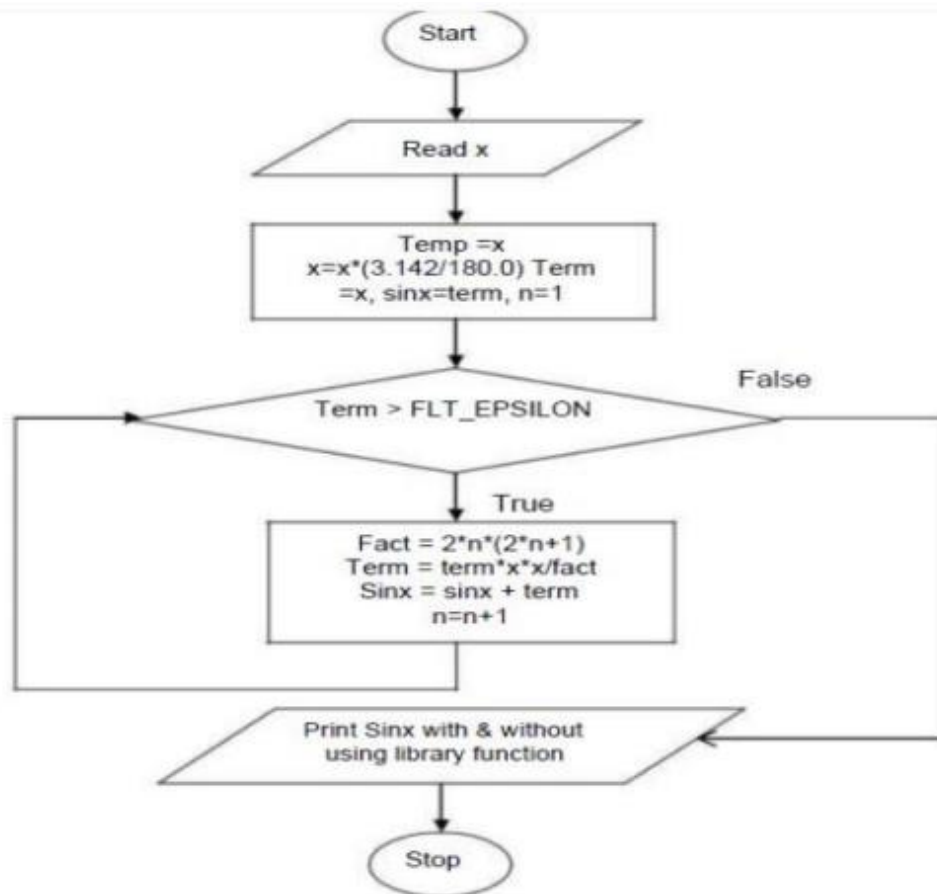 Start
Read x
Temp =x
x=x*(3.142/180.0) Term
=x, sinx=term, n=1
False
Term > FLT_EPSILON
True
Fact = 2*n*(2*n+1)
Term = term*x*x/fact
Sinx = sinx + term
n=n+1
Print Sinx with & without
using library function
Stop